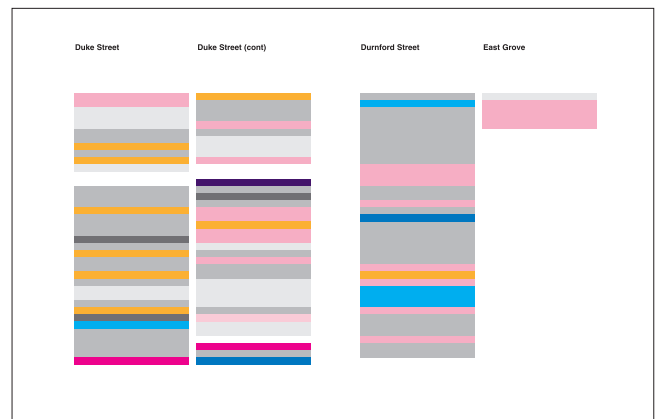 Duke Street
Duke Street (cont)
Durnford Street
East Grove